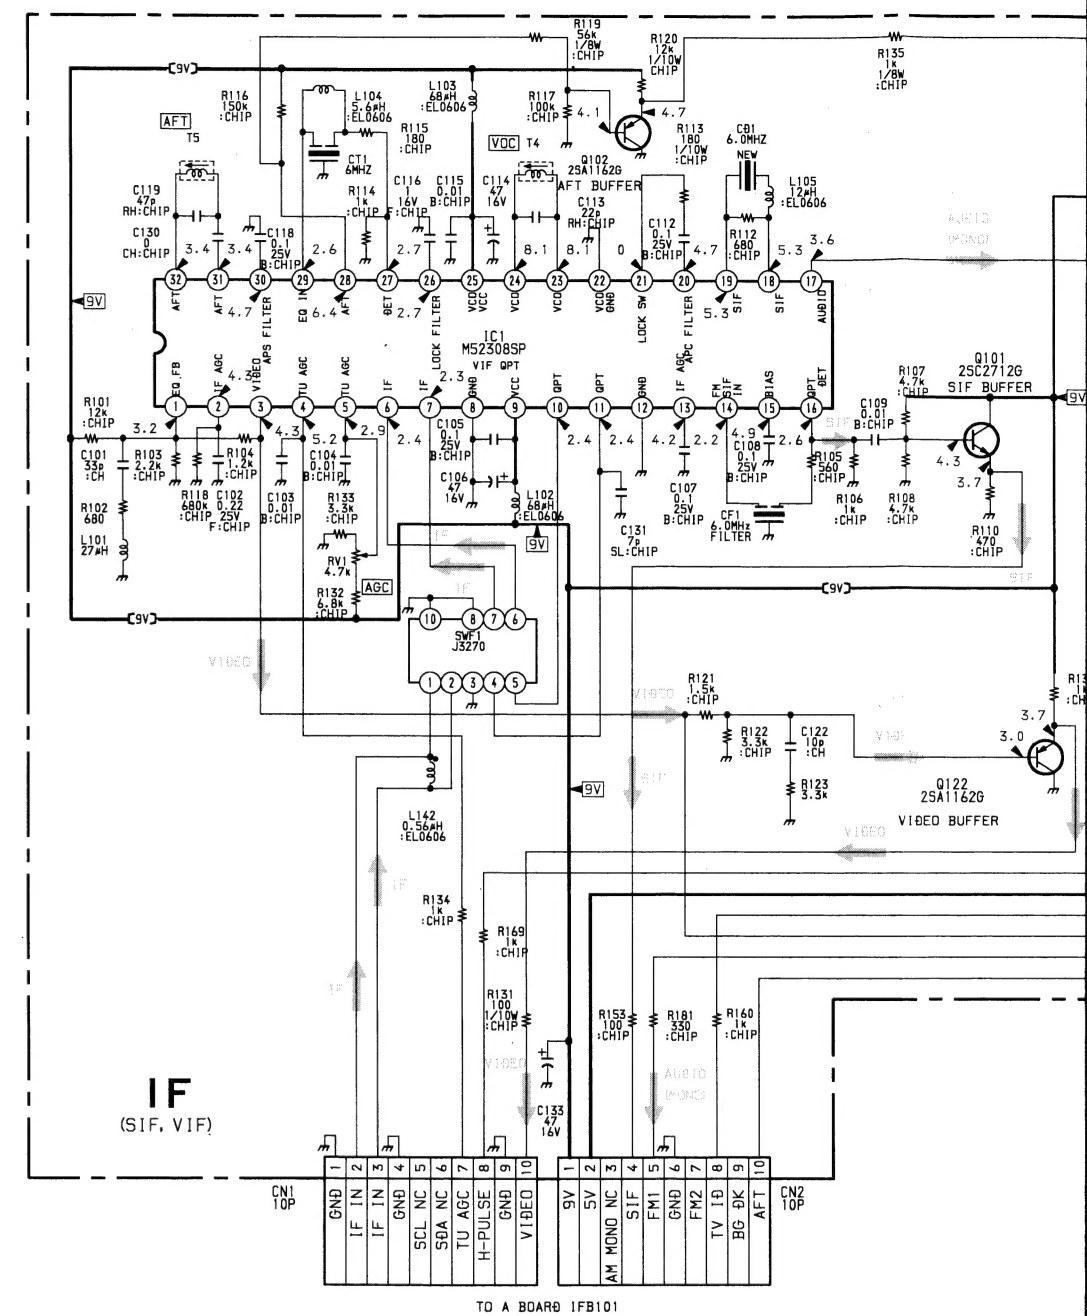 R119
56k
1/8W
:CHIP
R120
12k
1/10W
CHIP
R135
1k
1/8W
:CHIP
[9V]
R116
150k
:CHIP
L104
5.6μH
:EL0606
L103
68μH
:EL0606
R117
100k
:CHIP
4.1
4.7
AFT
T5
R115
180
:CHIP
VOC T4
R113
180
1/10W
:CHIP
CD1
6.0MHZ
NEW
CT1
6MHZ
Q102
2SA1162G
AFT BUFFER
C119
47p
RH:CHIP
R114
1k
:CHIP
C116
1
16V
F:CHIP
C115
0.01
B:CHIP
C114
47
16V
C113
22p
RH:CHIP
L105
12μH
:EL0606
C130
0
CH:CHIP
C118
0.1
25V
B:CHIP
C112
0.1
25V
B:CHIP
R112
680
:CHIP
AUDIO
(MONO)
3.4
3.4
2.6
2.7
8.1
8.1
0
4.7
5.3
3.6
32
31
30
29
28
27
26
25
24
23
22
21
20
19
18
17
4.7
6.4
2.7
5.3
9V
AFT
AFT
APS FILTER
EQ IN
AFT
DET
LOCK FILTER
VCO
VCC
VCO
VCO
VCO
GND
LOCK SW
APC FILTER
SIF
SIF
AUDIO
IC1
M52308SP
VIF QPT
EQ.FB
IF AGC
VIDEO
TU AGC
TU AGC
IF
IF
GND
VCC
QPT
QPT
GND
IF AGC
FM
SIF
IN
BIAS
QPT
DET
4.3
2.3
1
2
3
4
5
6
7
8
9
10
11
12
13
14
15
16
Q101
2SC2712G
SIF BUFFER
R107
4.7k
:CHIP
9V
R101
12k
:CHIP
3.2
4.3
5.2
2.9
2.4
C105
0.1
25V
B:CHIP
2.4
2.4
4.2
2.2
4.9
2.6
SIF
C109
0.01
B:CHIP
4.3
3.7
C101
33p
:CH
R103
2.2k
:CHIP
R104
1.2k
:CHIP
C104
0.01
B:CHIP
C106
47
16V
C108
0.1
25V
B:CHIP
R105
560
:CHIP
R102
680
R118
680k
:CHIP
C102
0.22
25V
F:CHIP
C103
0.01
B:CHIP
R133
3.3k
:CHIP
L102
68μH
:EL0606
C107
0.1
25V
B:CHIP
CF1
6.0MHz
FILTER
R106
1k
:CHIP
R108
4.7k
:CHIP
R110
470
:CHIP
L101
27μH
C131
7p
SL:CHIP
IF
9V
IF
SIF
RV1
4.7k
AGC
R132
6.8k
:CHIP
[9V]
[9V]
10
8
7
6
SWF1
J3270
1
2
3
4
5
VIDEO
VIDEO
R121
1.5k
:CHIP
R122
3.3k
:CHIP
C122
10p
:CH
VIDE
3.7
3.0
R123
3.3k
SIF
9V
Q122
2SA1162G
VIDEO BUFFER
VIDEO
L142
0.56μH
:EL0606
IF
R134
1k
:CHIP
R169
1k
:CHIP
IF
R131
100
1/10W
:CHIP
R153
100
:CHIP
R181
330
:CHIP
R160
1k
:CHIP
VIDEO
AUDIO
(MONO)
IF
(SIF, VIF)
C133
47
16V
1
2
3
4
5
6
7
8
9
10
1
2
3
4
5
6
7
8
9
10
CN1
10P
GND
IF IN
IF IN
GND
SCL NC
SDA NC
TU AGC
H-PULSE
GND
VIDEO
9V
5V
AM MONO NC
SIF
FM1
GND
FM2
TV ID
BG DK
AFT
CN2
10P
TO A BOARD IFB101